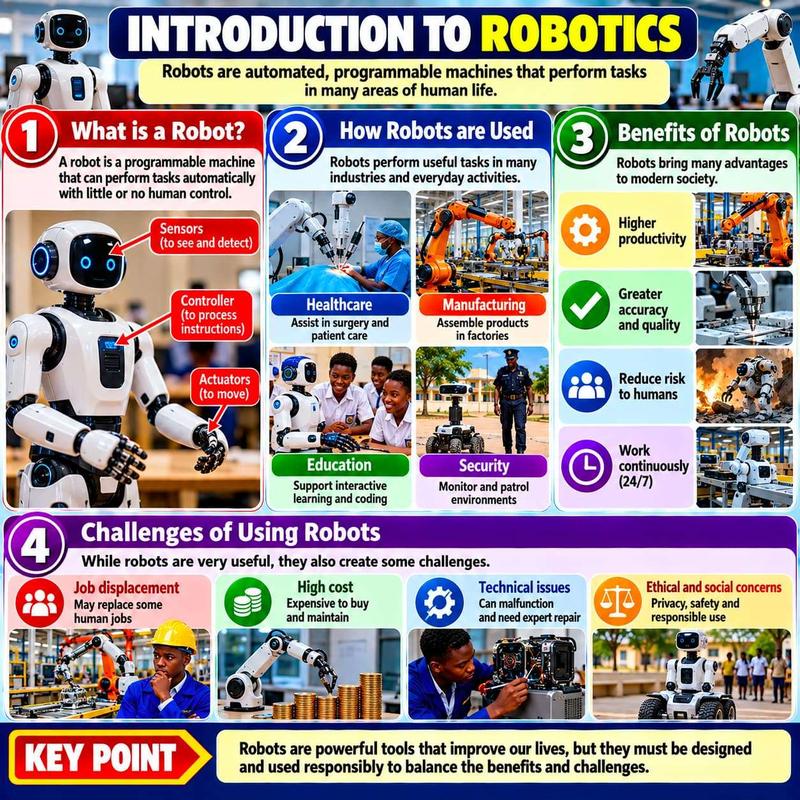 INTRODUCTION TO ROBOTICS
Robots are automated, programmable machines that perform tasks
in many areas of human life.
1
What is a Robot?
A robot is a programmable machine
that can perform tasks automatically
with little or no human control.
Sensors
(to see and detect)
Controller
(to process
instructions)
Actuators
(to move)
2
How Robots are Used
Robots perform useful tasks in many
industries and everyday activities.
Healthcare
Assist in surgery and
patient care
Manufacturing
Assemble products
in factories
Education
Support interactive
learning and coding
Security
Monitor and patrol
environments
3
Benefits of Robots
Robots bring many advantages
to modern society.
Higher
productivity
Greater
accuracy
and quality
Reduce risk
to humans
Work
continuously
(24/7)
4
Challenges of Using Robots
While robots are very useful, they also create some challenges.
Job displacement
May replace some
human jobs
High cost
Expensive to buy
and maintain
Technical issues
Can malfunction
and need expert repair
Ethical and social concerns
Privacy, safety and
responsible use
KEY POINT
Robots are powerful tools that improve our lives, but they must be designed
and used responsibly to balance the benefits and challenges.